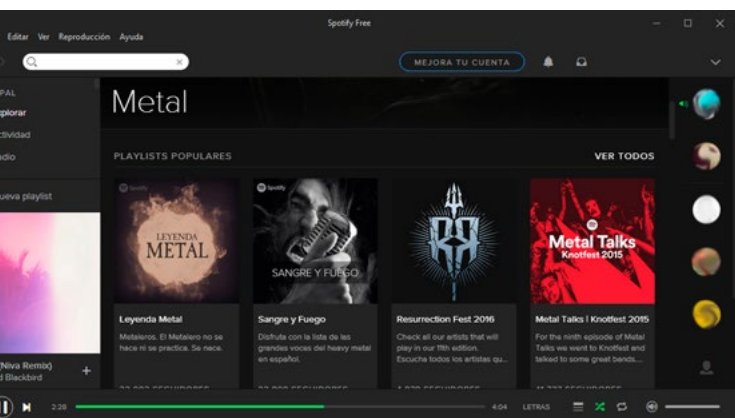 Spotify Free
Editar Ver Reproducción Ayuda
MEJORA TU CUENTA
Metal
PLAYLISTS POPULARES
VER TODOS
ueva playlist
Spotify
LEYENDA
METAL
Spotify
SANGRE Y FUEGO
Metal Talks
Knotfest 2015
Leyenda Metal
Metaleros. El Metalero no se
hace ni se practica. Se nace.
Sangre y Fuego
Disfruta con la lista de las
grandes voces del heavy metal
en español.
Resurrection Fest 2016
Check all our artists that will
play in our 11th edition.
Escuche todos los artistas qu...
Metal Talks | Knotfest 2015
For the ninth episode of Metal
Talks we went to Knotfest and
talked to some great bands....
(Niva Remix)
d Blackbird
2:28
4:04
LETRAS